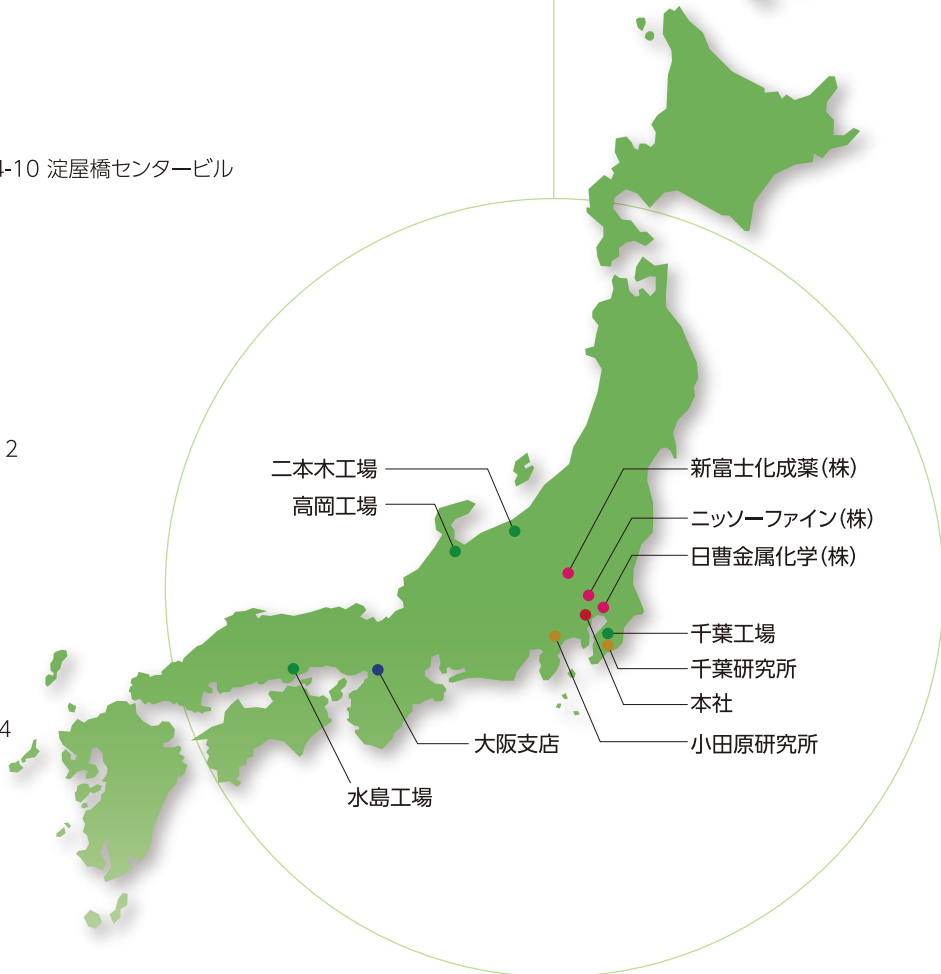 4-10 淀屋橋センタービル
2
二本木工場
高岡工場
新富士化成薬(株)
ニッソーファイン(株)
日曹金属化学(株)
千葉工場
千葉研究所
本社
4
大阪支店
小田原研究所
水島工場